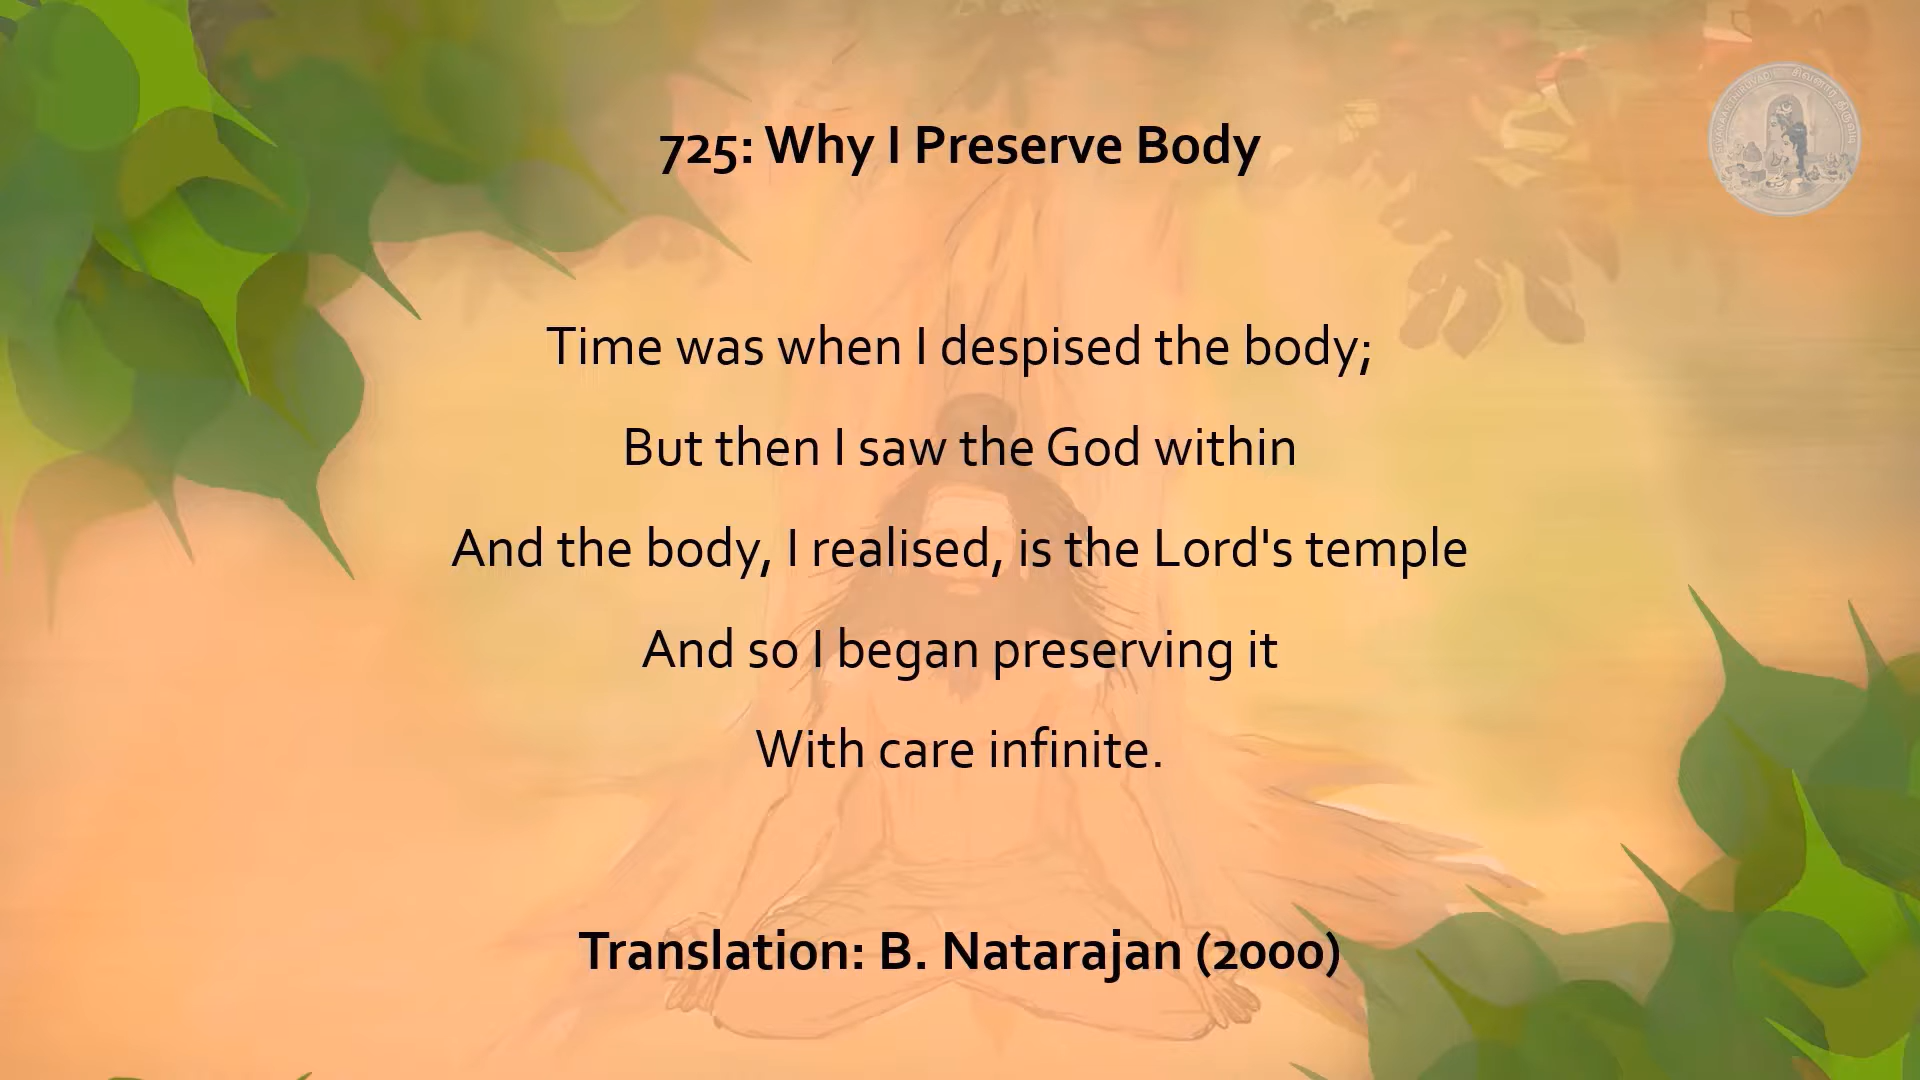 725: Why I Preserve Body
Time was when I despised the body;
But then I saw the God within
And the body, I realised, is the Lord's temple
And so I began preserving it
With care infinite.
Translation: B. Natarajan (2000)